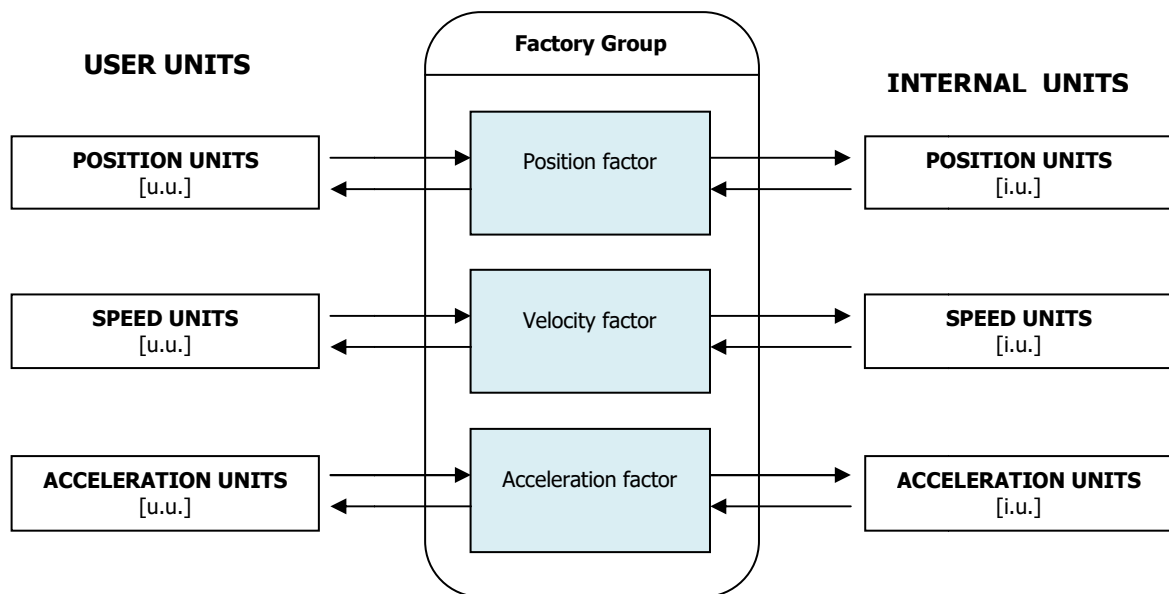 Factory Group
USER UNITS
INTERNAL UNITS
POSITION UNITS
[u.u.]
Position factor
POSITION UNITS
[i.u.]
SPEED UNITS
[u.u.]
Velocity factor
SPEED UNITS
[i.u.]
ACCELERATION UNITS
[u.u.]
Acceleration factor
ACCELERATION UNITS
[i.u.]